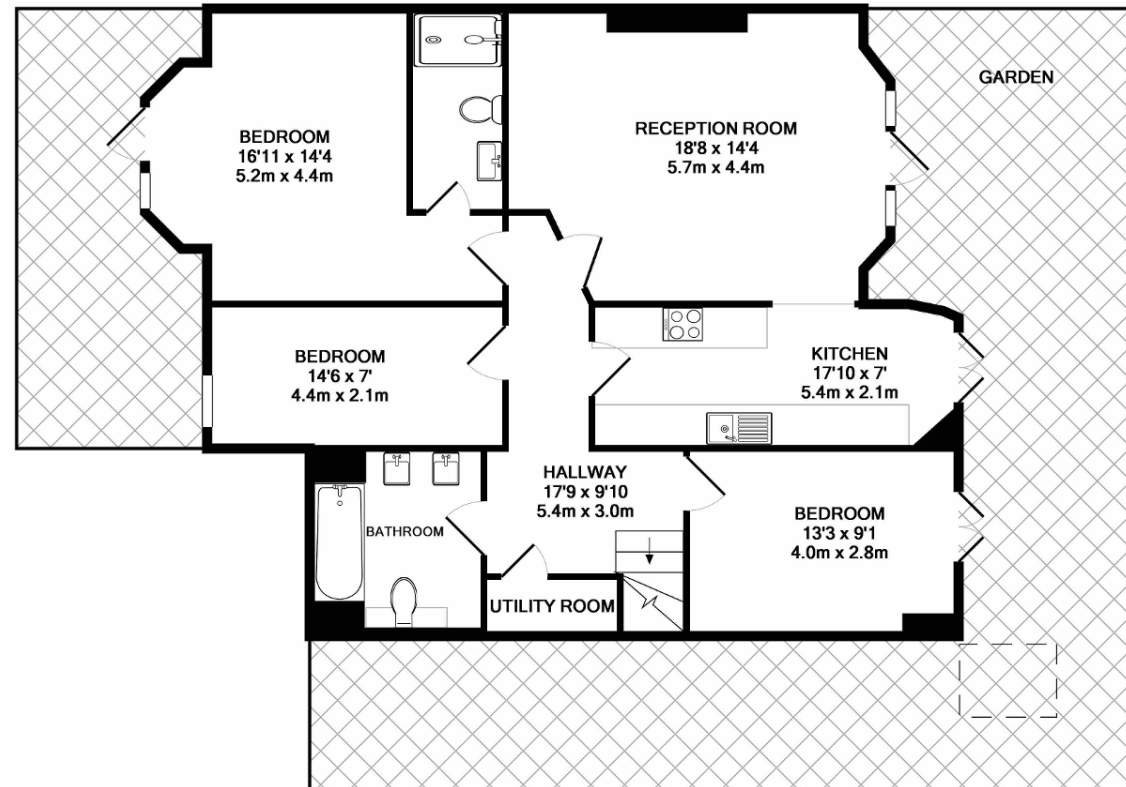 GARDEN
BEDROOM
16'11 x 14'4
5.2m x 4.4m
RECEPTION ROOM
18'8 x 14'4
5.7m x 4.4m
BEDROOM
14'6 x 7'
4.4m x 2.1m
KITCHEN
17'10 x 7'
5.4m x 2.1m
HALLWAY
17'9 x 9'10
5.4m x 3.0m
BATHROOM
BEDROOM
13'3 x 9'1
4.0m x 2.8m
UTILITY ROOM